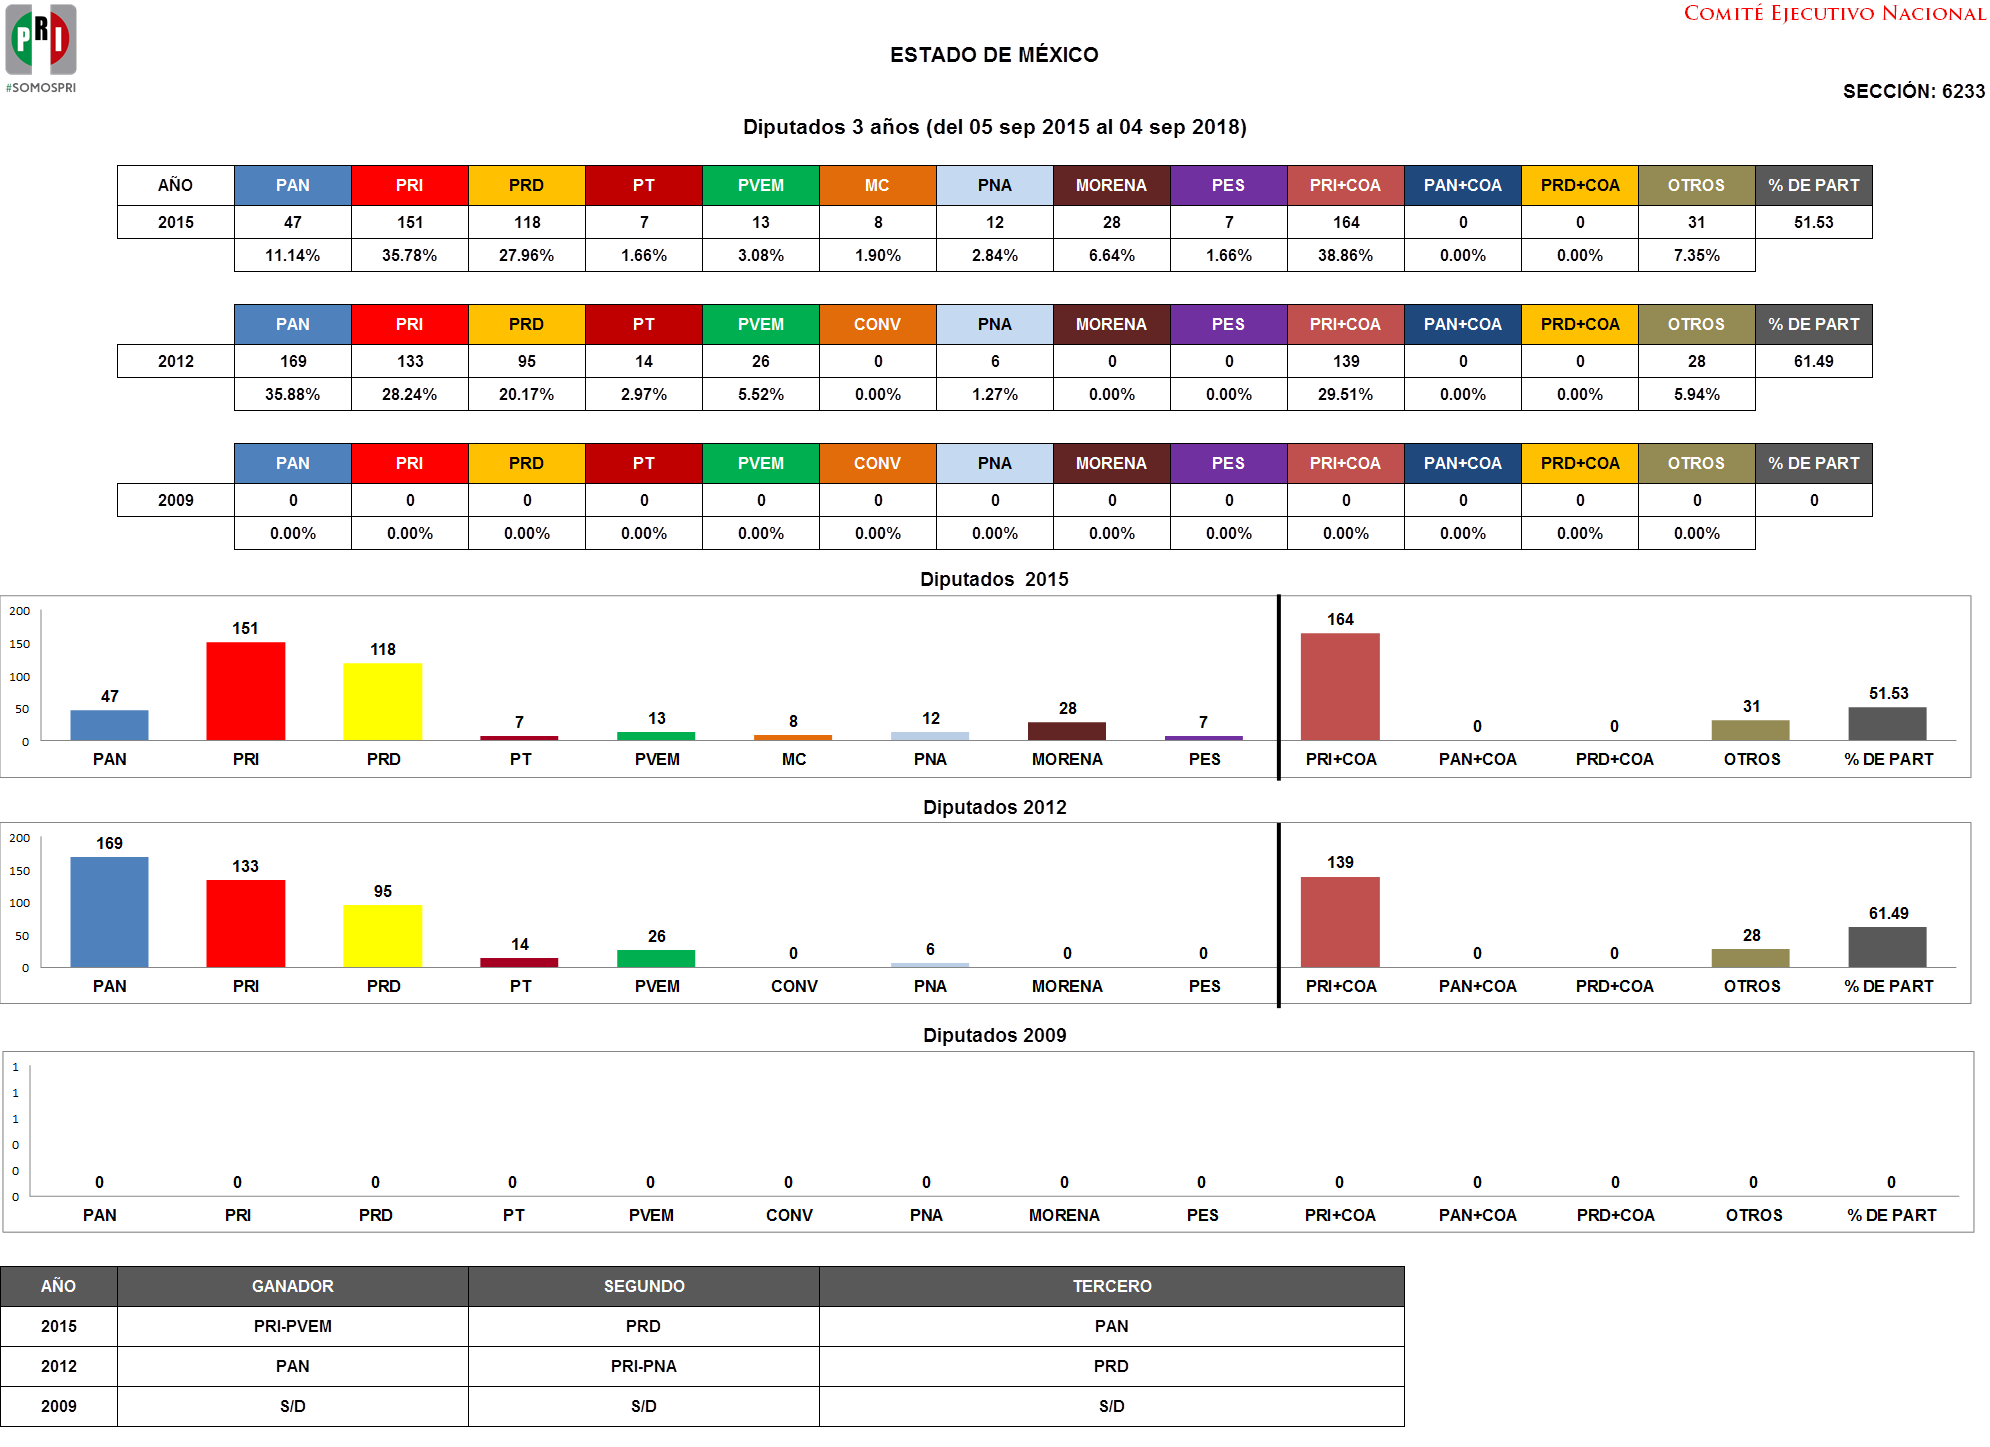 PRI
#SOMOSPRI
COMITÉ EJECUTIVO NACIONAL
ESTADO DE MÉXICO
SECCIÓN: 6233
Diputados 3 años (del 05 sep 2015 al 04 sep 2018)
AÑO PAN PRI PRD PT PVEM MC PNA MORENA PES PRI+COA PAN+COA PRD+COA OTROS % DE PART
2015 47 151 118 7 13 8 12 28 7 164 0 0 31 51.53
11.14% 35.78% 27.96% 1.66% 3.08% 1.90% 2.84% 6.64% 1.66% 38.86% 0.00% 0.00% 7.35%
PAN PRI PRD PT PVEM CONV PNA MORENA PES PRI+COA PAN+COA PRD+COA OTROS % DE PART
2012 169 133 95 14 26 0 6 0 0 139 0 0 28 61.49
35.88% 28.24% 20.17% 2.97% 5.52% 0.00% 1.27% 0.00% 0.00% 29.51% 0.00% 0.00% 5.94%
PAN PRI PRD PT PVEM CONV PNA MORENA PES PRI+COA PAN+COA PRD+COA OTROS % DE PART
2009 0 0 0 0 0 0 0 0 0 0 0 0 0 0
0.00% 0.00% 0.00% 0.00% 0.00% 0.00% 0.00% 0.00% 0.00% 0.00% 0.00% 0.00% 0.00%
Diputados 2015
200
150
100
50
0
47 151 118 7 13 8 12 28 7 164 0 0 31 51.53
PAN PRI PRD PT PVEM MC PNA MORENA PES PRI+COA PAN+COA PRD+COA OTROS % DE PART
Diputados 2012
200
150
100
50
0
169 133 95 14 26 0 6 0 0 139 0 0 28 61.49
PAN PRI PRD PT PVEM CONV PNA MORENA PES PRI+COA PAN+COA PRD+COA OTROS % DE PART
Diputados 2009
1
1
1
0
0
0
0 0 0 0 0 0 0 0 0 0 0 0 0 0
PAN PRI PRD PT PVEM CONV PNA MORENA PES PRI+COA PAN+COA PRD+COA OTROS % DE PART
AÑO GANADOR SEGUNDO TERCERO
2015 PRI-PVEM PRD PAN
2012 PAN PRI-PNA PRD
2009 S/D S/D S/D